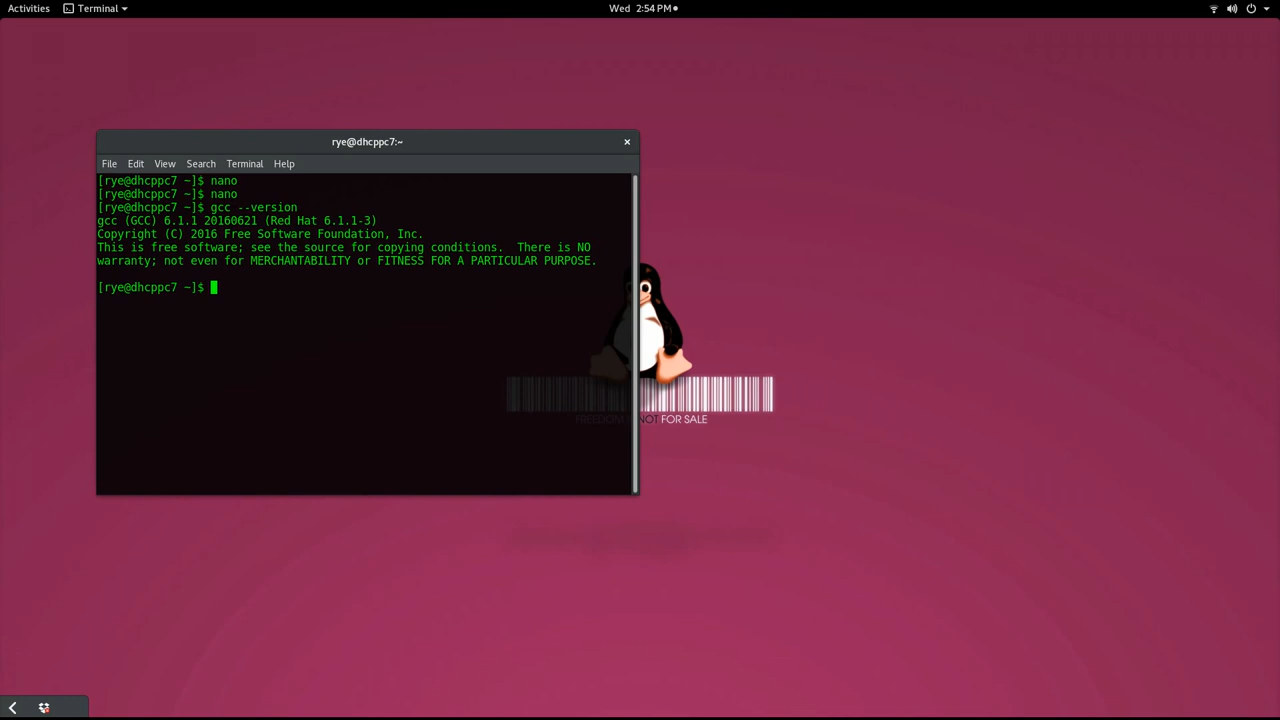 Activities Terminal Wed 2:54 PM
rye@dhcppc7:~
File Edit View Search Terminal Help
[rye@dhcppc7 ~]$ nano
[rye@dhcppc7 ~]$ nano
[rye@dhcppc7 ~]$ gcc --version
gcc (GCC) 6.1.1 20160621 (Red Hat 6.1.1-3)
Copyright (C) 2016 Free Software Foundation, Inc.
This is free software; see the source for copying conditions.  There is NO
warranty; not even for MERCHANTABILITY or FITNESS FOR A PARTICULAR PURPOSE.
[rye@dhcppc7 ~]$
NOT FOR SALE